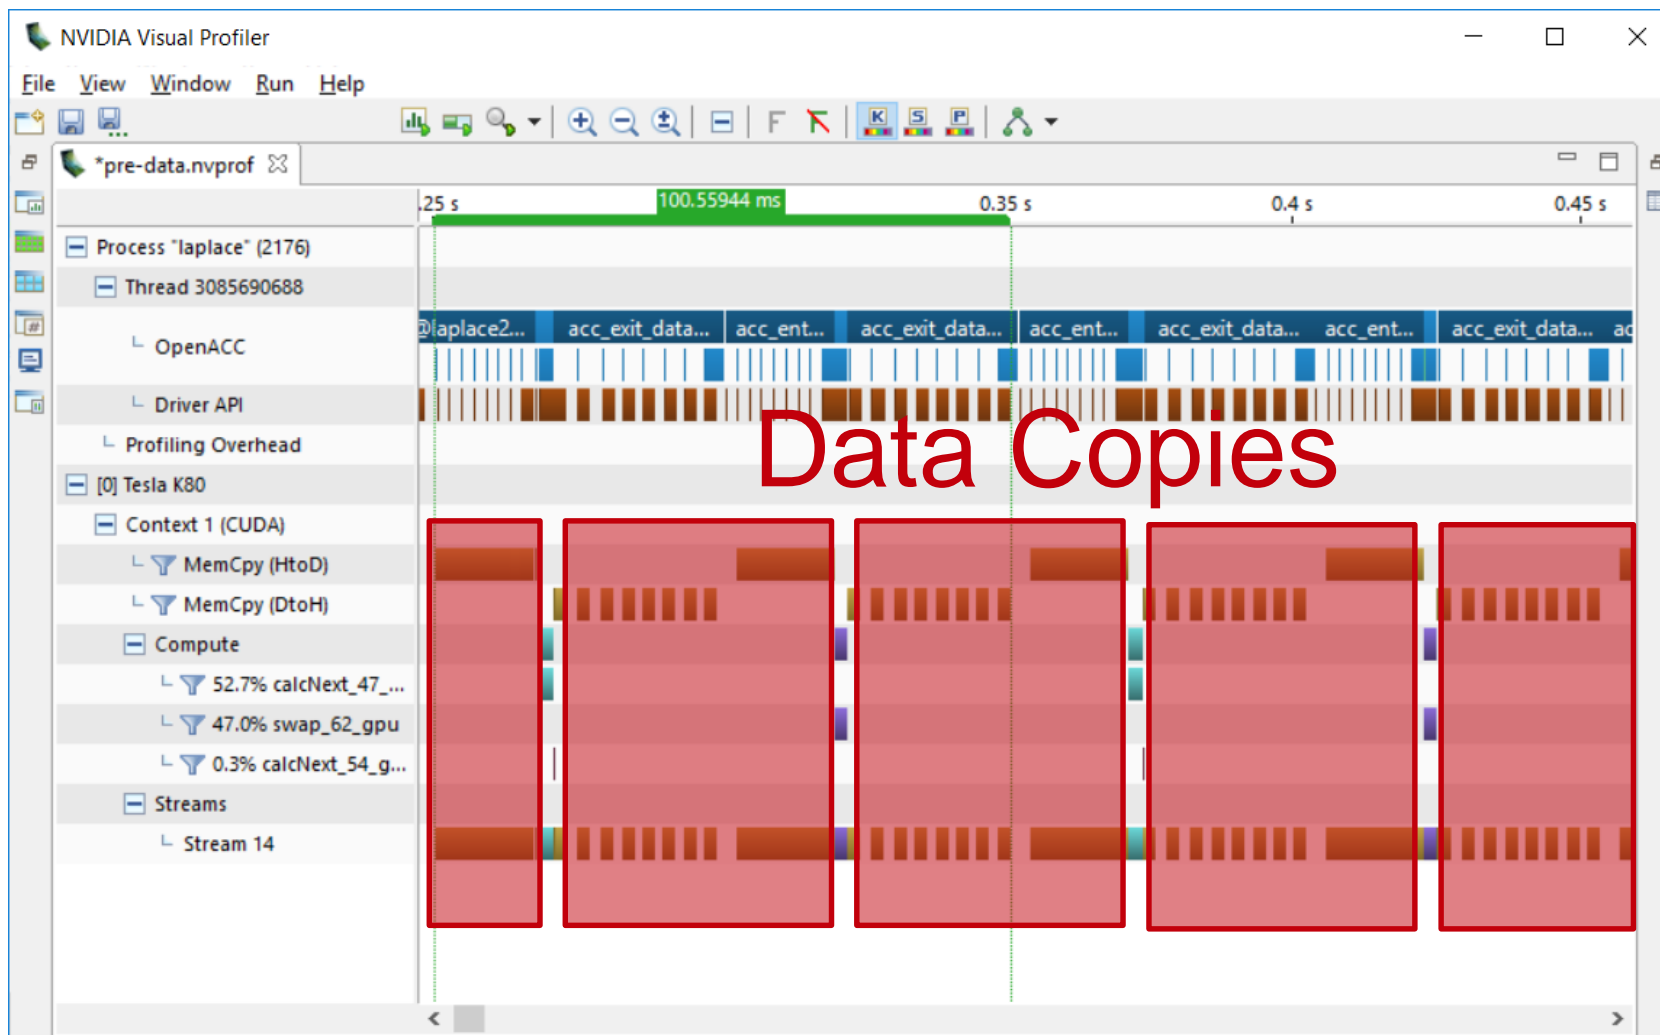 NVIDIA Visual Profiler
File View Window Run Help
*pre-data.nvprof
.25 s 100.55944 ms 0.35 s 0.4 s 0.45 s
Process "laplace" (2176)
Thread 3085690688
@laplace2... acc_exit_data... acc_ent... acc_exit_data... acc_ent... acc_exit_data... acc_ent... acc_exit_data... ac
OpenACC
Driver API
Data Copies
Profiling Overhead
[0] Tesla K80
Context 1 (CUDA)
MemCpy (HtoD)
MemCpy (DtoH)
Compute
52.7% calcNext_47_...
47.0% swap_62_gpu
0.3% calcNext_54_g...
Streams
Stream 14